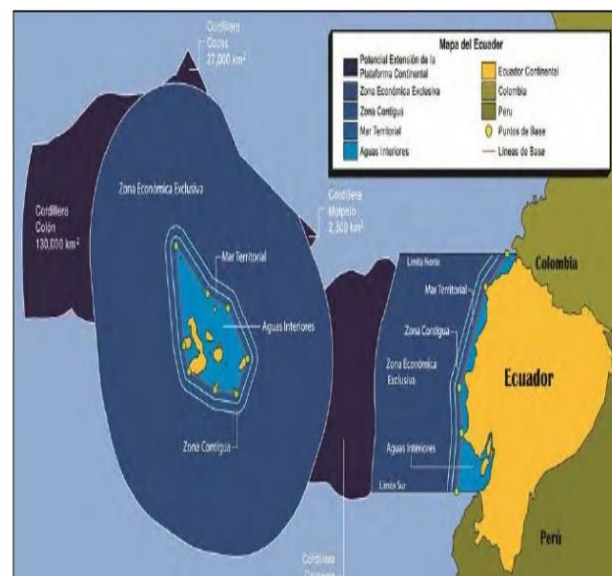 Cordillera
Cocos
27,000 km²
Mapa del Ecuador
Potencial Extensión de la
Plataforma Continental
Zona Económica Exclusiva
Zona Contigua
Mar Territorial
Aguas Interiores
Ecuador Continental
Colombia
Peru
Puntos de Base
Líneas de Base
Zona Económica Exclusiva
Cordillera
Colón
130,000 km²
Cordillera
Malpelo
2,300 km²
Mar Territorial
Aguas Interiores
Zona Contigua
Límite Norte
Mar Territorial
Zona Contigua
Zona Económica
Exclusiva
Aguas Interiores
Límite Sur
Colombia
Ecuador
Perú
Cordillera